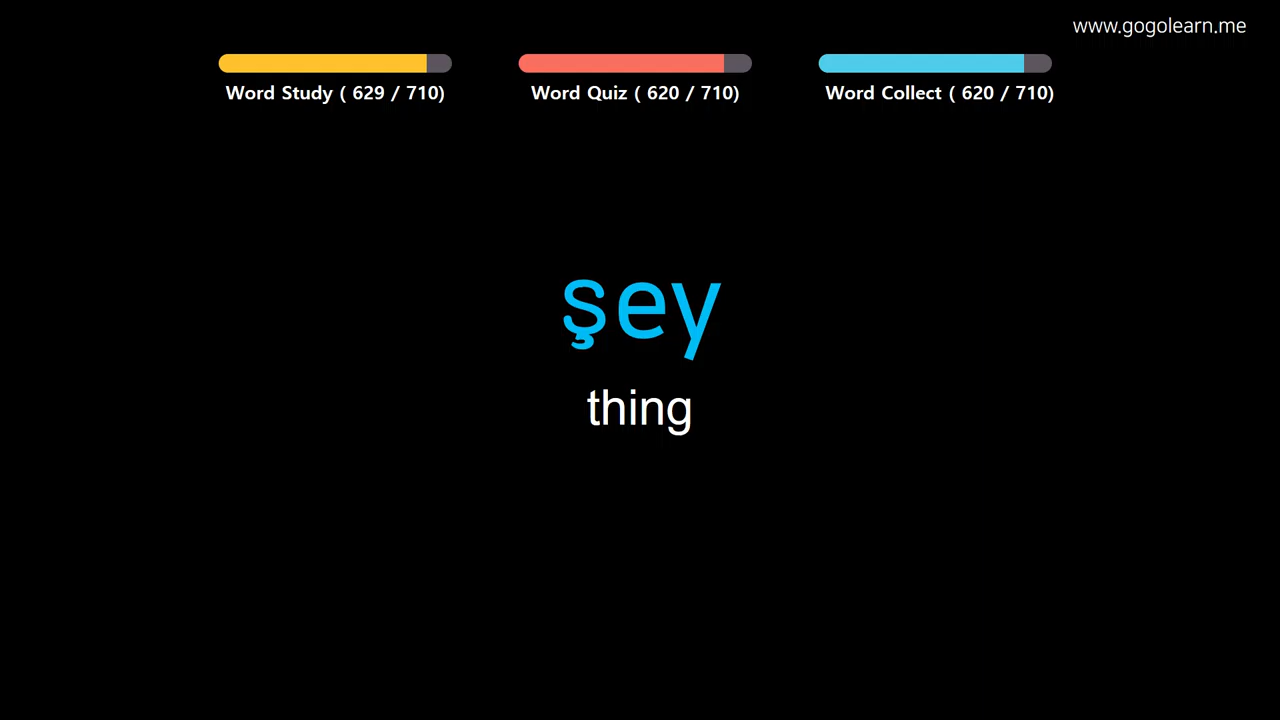 www.gogolearn.me
Word Study ( 629 / 710)
Word Quiz ( 620 / 710)
Word Collect ( 620 / 710)
şey
thing